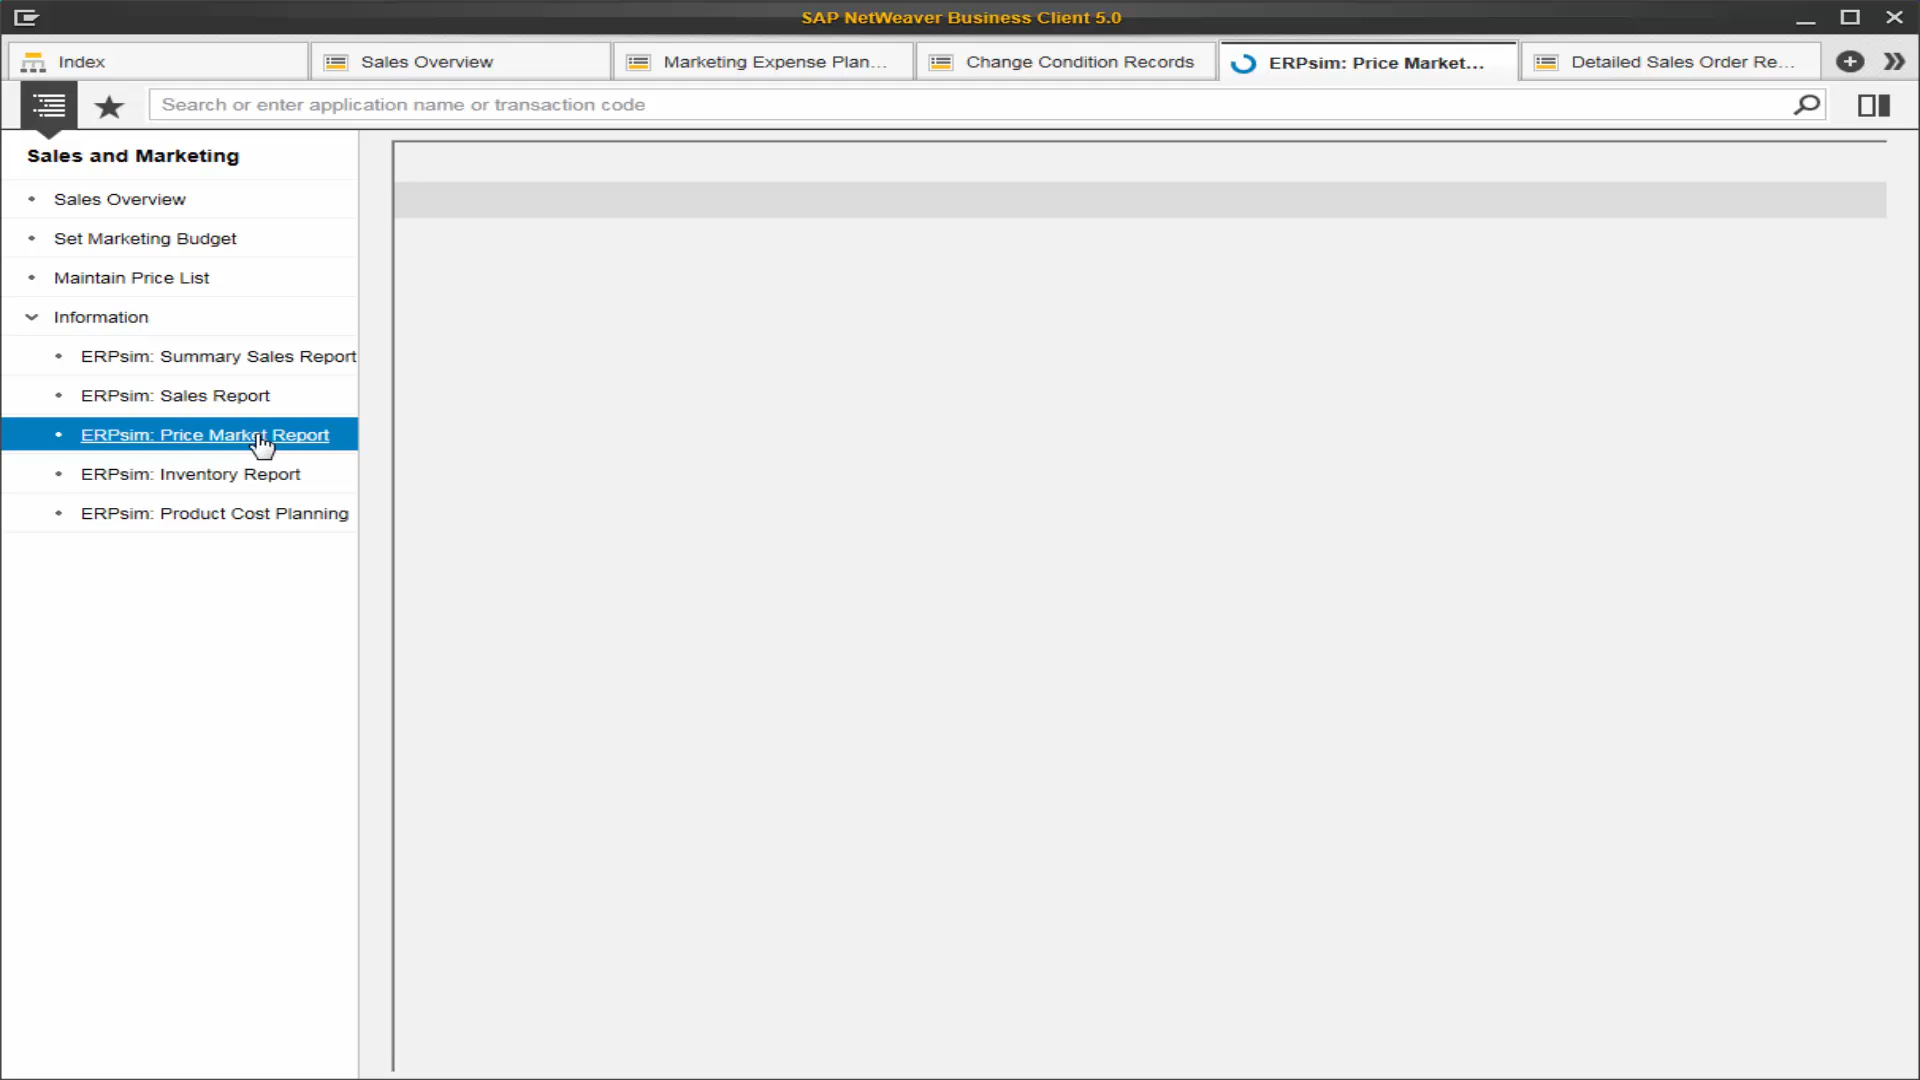 SAP NetWeaver Business Client 5.0
Index
Sales Overview
Marketing Expense Plan...
Change Condition Records
ERPsim: Price Market...
Detailed Sales Order Re...
Search or enter application name or transaction code
Sales and Marketing
Sales Overview
Set Marketing Budget
Maintain Price List
Information
ERPsim: Summary Sales Report
ERPsim: Sales Report
ERPsim: Price Market Report
ERPsim: Inventory Report
ERPsim: Product Cost Planning